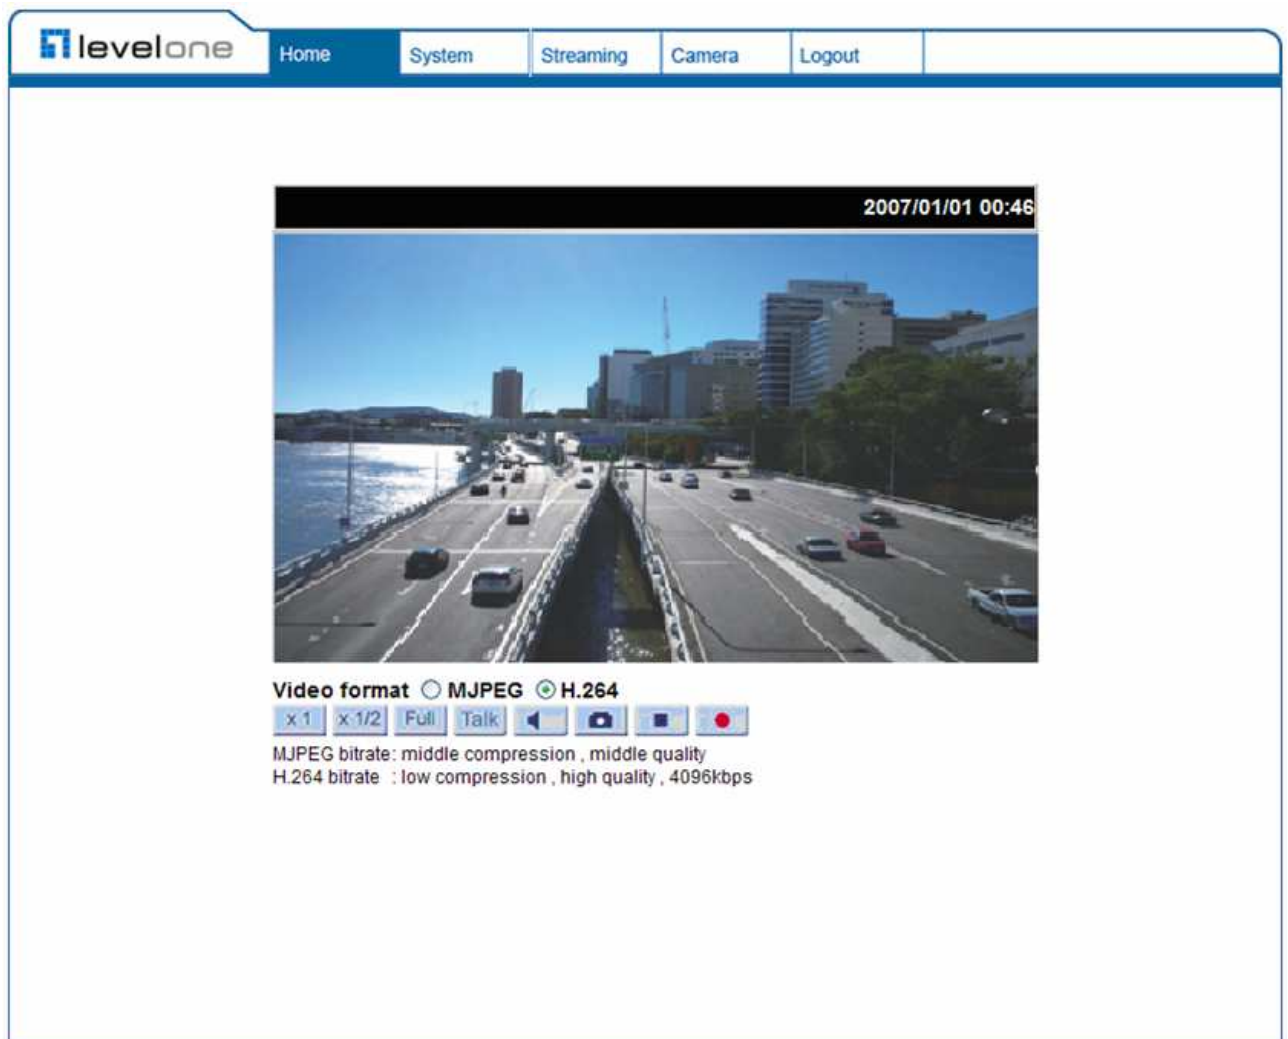 levelone
Home System Streaming Camera Logout
2007/01/01 00:46
Video format MJPEG H.264
x 1 x 1/2 Full Talk
MJPEG bitrate: middle compression , middle quality
H.264 bitrate : low compression , high quality , 4096kbps